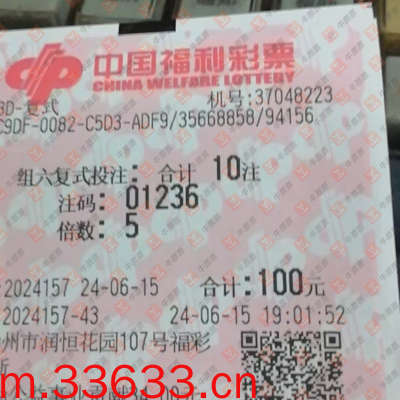 中国福利彩票
CHINA WELFARE LOTTERY
3D-复式 机号:37048223
C9DF-0082-C5D3-ADF9/35668858/94156
组六复式投注: 合计 10注
注码: 01236
倍数: 5
2024157 24-06-15 合计:100元
2024157-43 24-06-15 19:01:52
州市润恒花园107号福彩
m.33633.cn